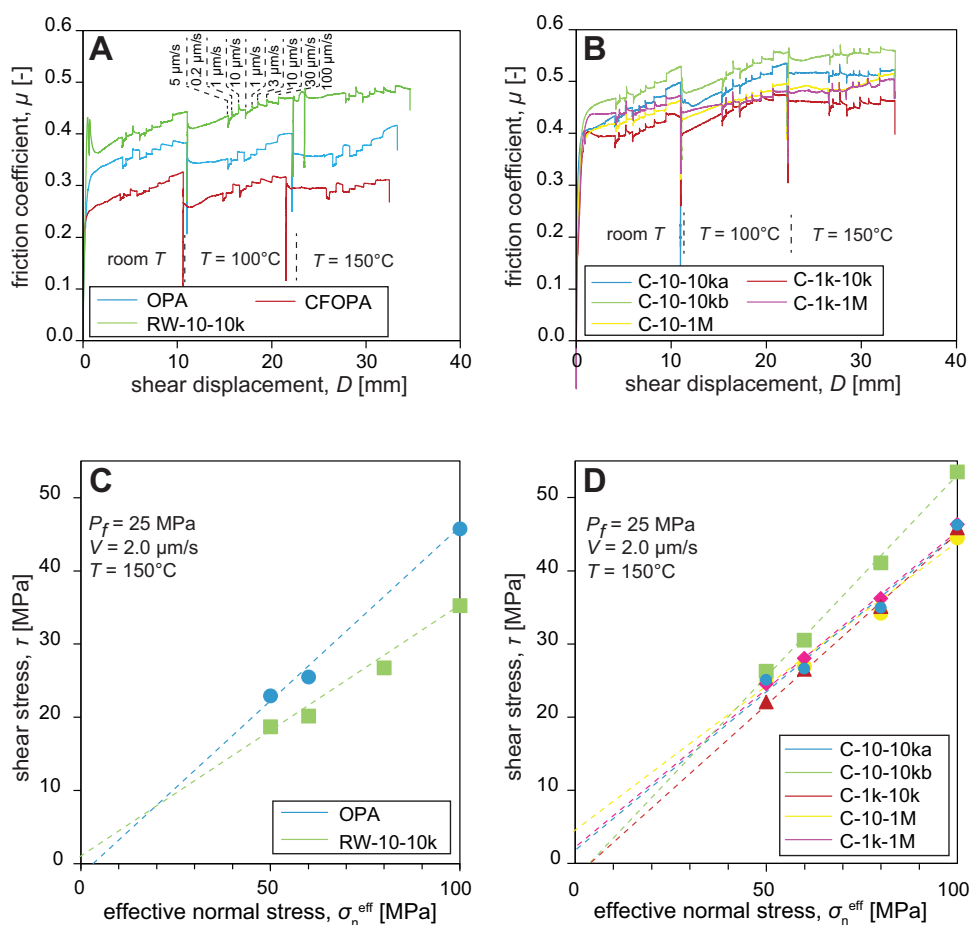 A
0.6
0.5
0.4
0.3
0.2
0.1
0.0
friction coefficient, μ [-]
5 μm/s
0.2 μm/s
1 μm/s
10 μm/s
1 μm/s
3 μm/s
10 μm/s
30 μm/s
100 μm/s
room T
T = 100°C
T = 150°C
OPA
CFOPA
RW-10-10k
0
10
20
30
40
shear displacement, D [mm]
B
0.6
0.5
0.4
0.3
0.2
0.1
0.0
friction coefficient, μ [-]
room T
T = 100°C
T = 150°C
C-10-10ka
C-1k-10k
C-10-10kb
C-1k-1M
C-10-1M
0
10
20
30
40
shear displacement, D [mm]
C
50
40
30
20
10
0
shear stress, τ [MPa]
Pf = 25 MPa
V = 2.0 μm/s
T = 150°C
OPA
RW-10-10k
0
50
100
effective normal stress, σn eff [MPa]
D
50
40
30
20
10
0
shear stress, τ [MPa]
Pf = 25 MPa
V = 2.0 μm/s
T = 150°C
C-10-10ka
C-10-10kb
C-1k-10k
C-10-1M
C-1k-1M
0
50
100
effective normal stress, σn eff [MPa]